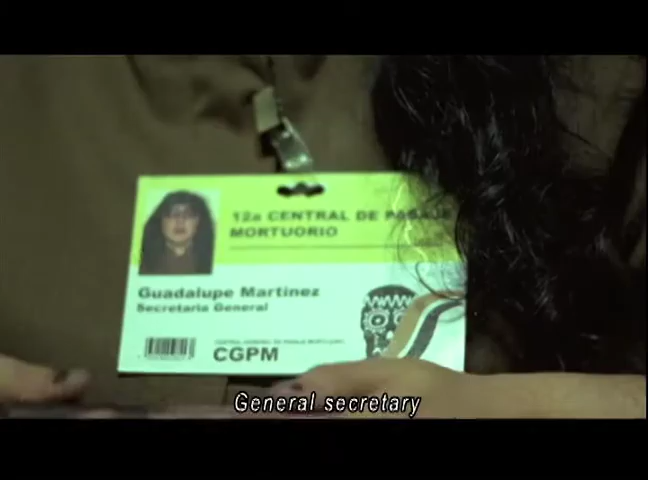 12a CENTRAL DE PASAJE
MORTUORIO
Guadalupe Martinez
Secretaria General
CGPM
General secretary